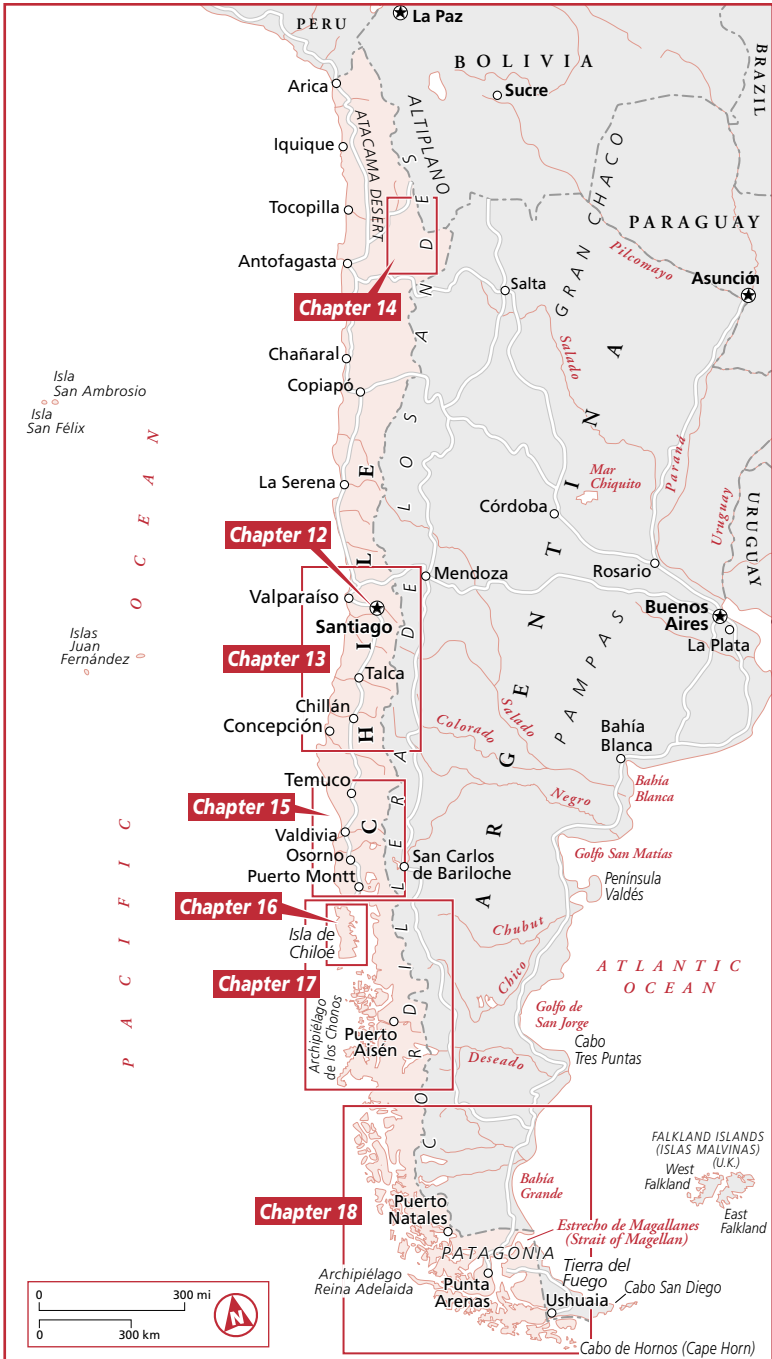 PERU
La Paz
BOLIVIA
BRAZIL
Arica
Sucre
ALTIPLANO
ATACAMA DESERT
Iquique
GRAN CHACO
Tocopilla
PARAGUAY
Pilcomayo
Antofagasta
Asunción
Salta
Chapter 14
Salado
Chañaral
Isla
San Ambrosio
Copiapó
Isla
San Félix
PACIFIC OCEAN
Mar
Chiquito
Paraná
La Serena
Uruguay
URUGUAY
Córdoba
Chapter 12
CHILE
ARGENTINA
CORDILLERA DE LOS ANDES
Rosario
Mendoza
Valparaíso
Buenos
Aires
Santiago
La Plata
Islas
Juan
Fernández
Chapter 13
PAMPAS
Talca
Chillán
Salado
Concepción
Colorado
Bahía
Blanca
Temuco
Bahía
Blanca
Negro
Chapter 15
Valdivia
Golfo San Matías
Osorno
San Carlos
de Bariloche
Puerto Montt
Península
Valdés
Chapter 16
Isla de
Chiloé
Chubut
Chapter 17
Chico
ATLANTIC
OCEAN
Archipiélago
de los Chonos
Golfo de
San Jorge
Puerto
Aisén
Cabo
Tres Puntas
Deseado
FALKLAND ISLANDS
(ISLAS MALVINAS)
(U.K.)
West
Falkland
East
Falkland
Bahía
Grande
Chapter 18
Puerto
Natales
Estrecho de Magallanes
(Strait of Magellan)
PATAGONIA
Tierra del
Fuego
Archipiélago
Reina Adelaida
Punta
Arenas
Cabo San Diego
Ushuaia
Cabo de Hornos (Cape Horn)
0 300 mi
0 300 km
N